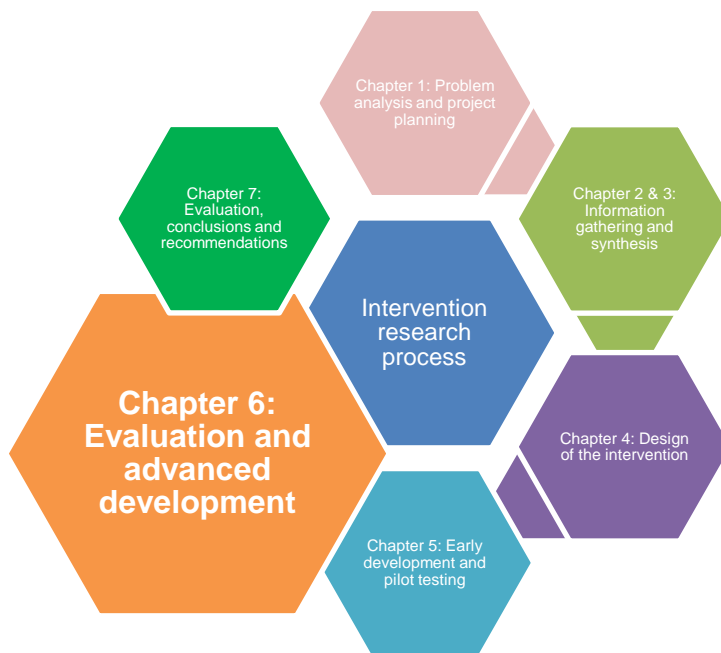 Chapter 1: Problem
analysis and project
planning
Chapter 2 & 3:
Information
gathering and
synthesis
Chapter 7:
Evaluation,
conclusions and
recommendations
Intervention
research
process
Chapter 6:
Evaluation and
advanced
development
Chapter 4: Design
of the intervention
Chapter 5: Early
development and
pilot testing